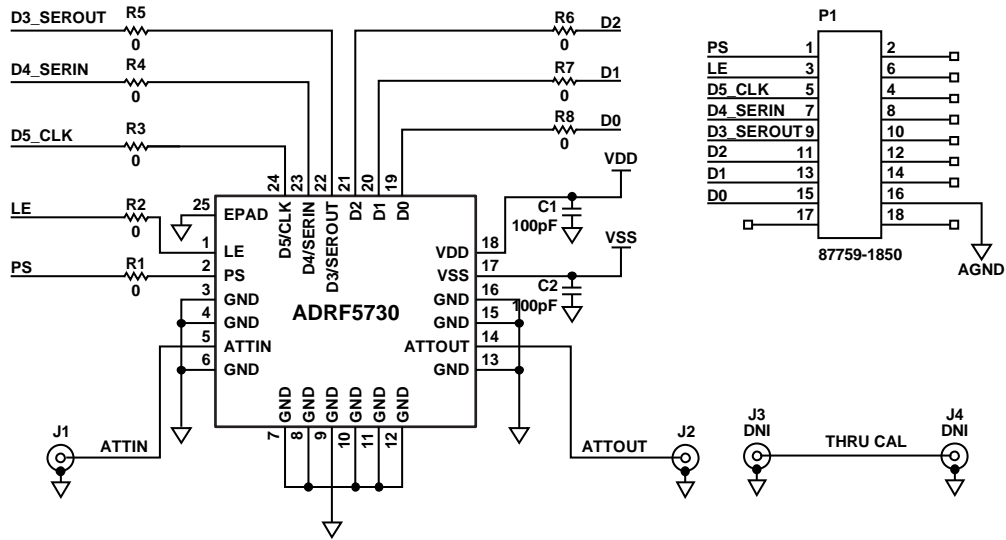 D3_SEROUT R5 0
D4_SERIN R4 0
D5_CLK R3 0
LE R2 0
PS R1 0
R6 0 D2
R7 0 D1
R8 0 D0
24 23 22 21 20 19
D5/CLK D4/SERIN D3/SEROUT D2 D1 D0
25 EPAD
1 LE
2 PS
3 GND
4 GND
5 ATTIN
6 GND
ADRF5730
VDD 18
VSS 17
GND 16
GND 15
ATTOUT 14
GND 13
GND GND GND GND GND GND
7 8 9 10 11 12
VDD
C1
100pF
VSS
C2
100pF
J1
ATTIN
ATTOUT
J2
P1
PS 1 2
LE 3 6
D5_CLK 5 4
D4_SERIN 7 8
D3_SEROUT 9 10
D2 11 12
D1 13 14
D0 15 16
17 18
87759-1850
AGND
J3
DNI
THRU CAL
J4
DNI